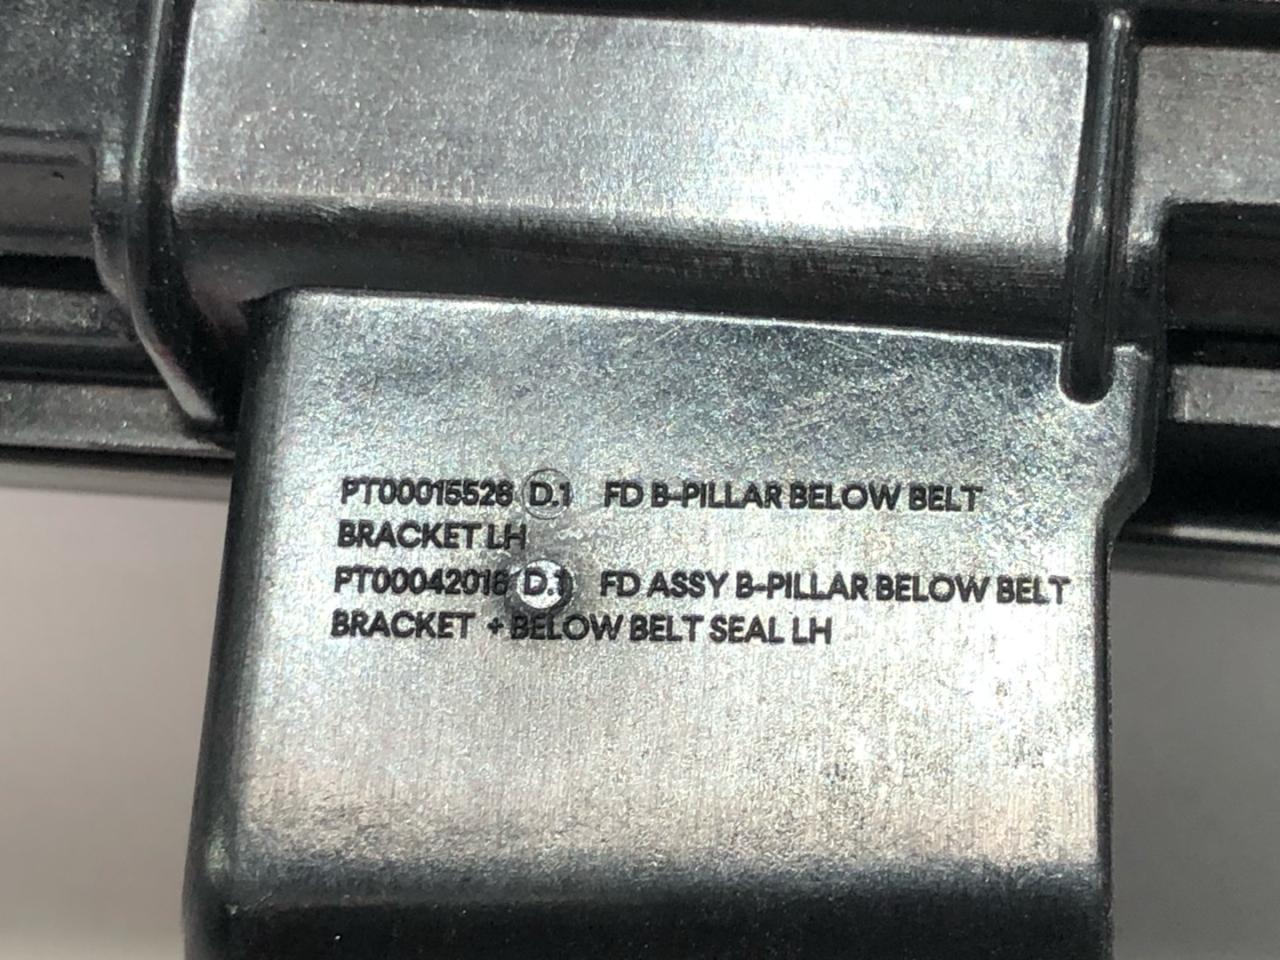 PT00015526 D.1 FD B-PILLAR BELOW BELT
BRACKET LH
PT00042016 D.1 FD ASSY B-PILLAR BELOW BELT
BRACKET + BELOW BELT SEAL LH